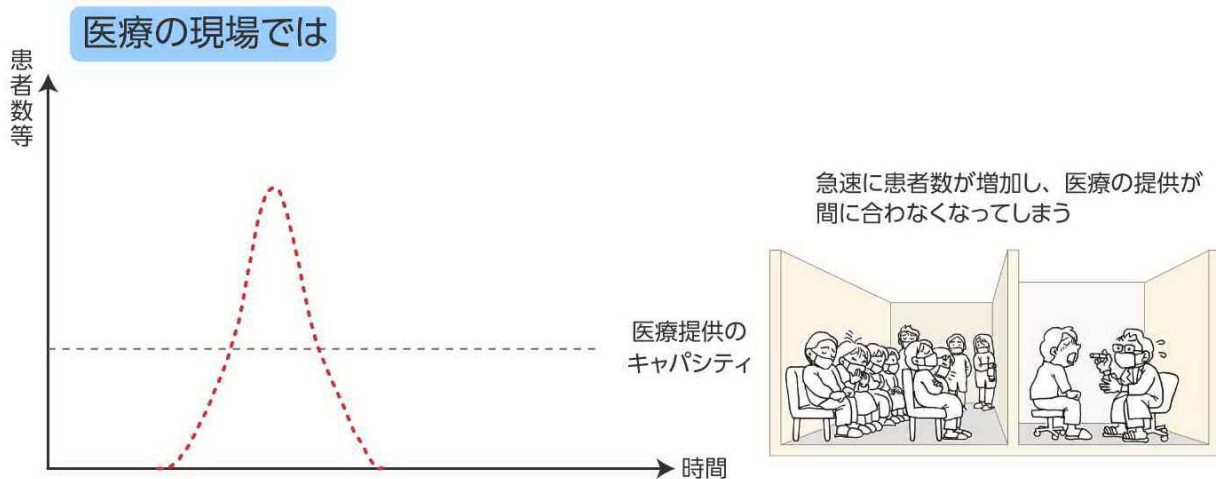 医療の現場では
患者数等
急速に患者数が増加し、医療の提供が
間に合わなくなってしまう
医療提供の
キャパシティ
時間